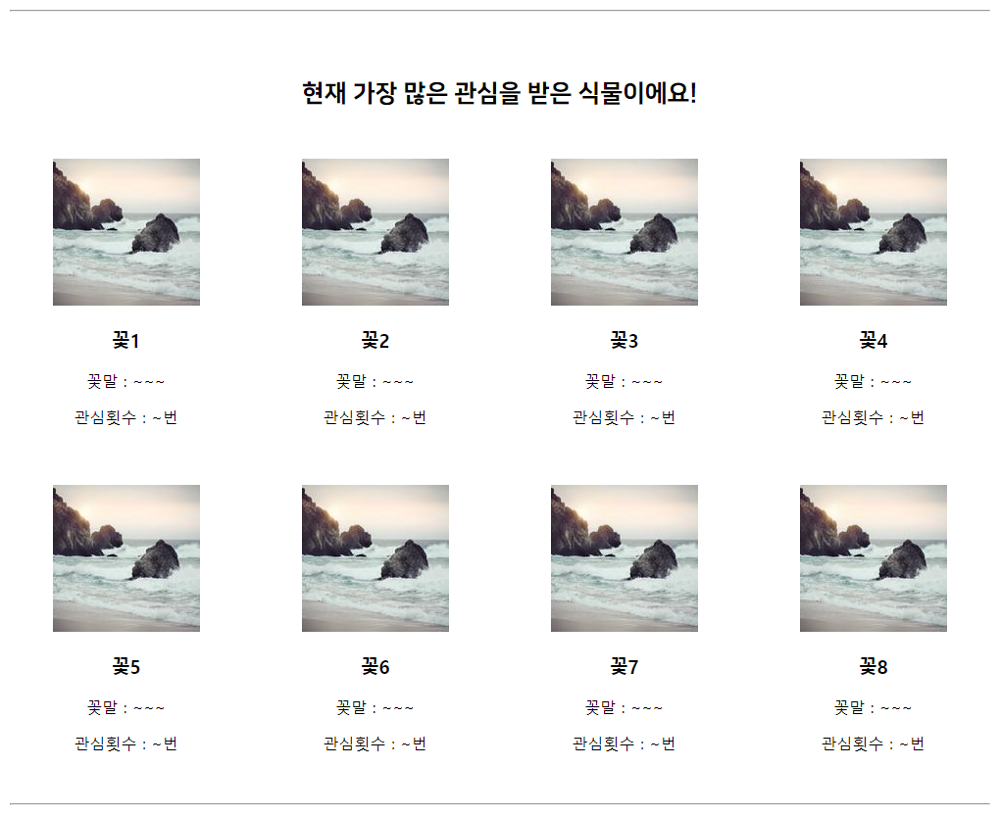 현재 가장 많은 관심을 받은 식물이에요!
꽃1 꽃2 꽃3 꽃4
꽃말 : ~~~ 꽃말 : ~~~ 꽃말 : ~~~ 꽃말 : ~~~
관심횟수 : ~번 관심횟수 : ~번 관심횟수 : ~번 관심횟수 : ~번
꽃5 꽃6 꽃7 꽃8
꽃말 : ~~~ 꽃말 : ~~~ 꽃말 : ~~~ 꽃말 : ~~~
관심횟수 : ~번 관심횟수 : ~번 관심횟수 : ~번 관심횟수 : ~번